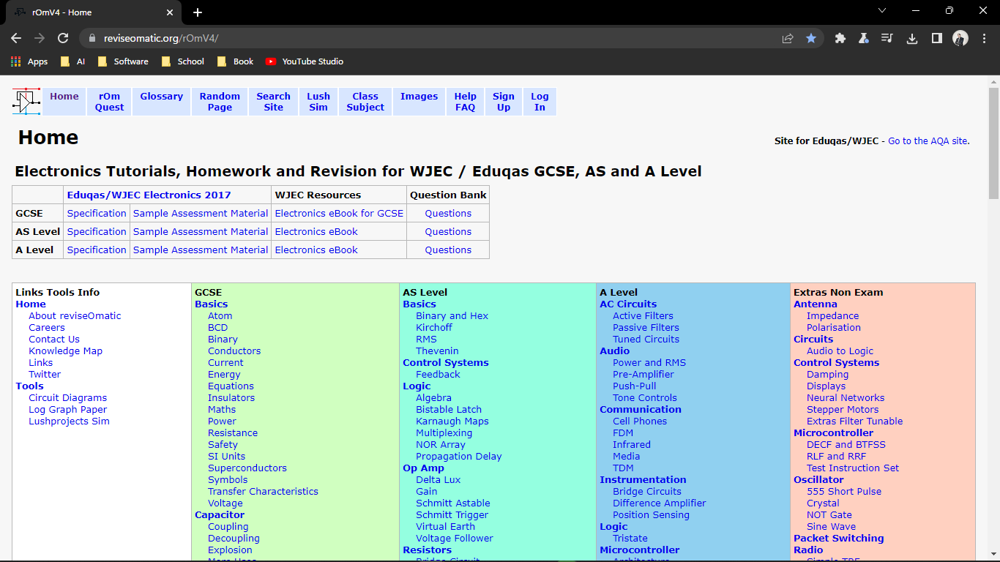 rOmV4 - Home
reviseomatic.org/rOmV4/
Apps AI Software School Book YouTube Studio
Home rOm Quest Glossary Random Page Search Site Lush Sim Class Subject Images Help FAQ Sign Up Log In
Home
Site for Eduqas/WJEC - Go to the AQA site.
Electronics Tutorials, Homework and Revision for WJEC / Eduqas GCSE, AS and A Level
Eduqas/WJEC Electronics 2017 WJEC Resources Question Bank
GCSE Specification Sample Assessment Material Electronics eBook for GCSE Questions
AS Level Specification Sample Assessment Material Electronics eBook Questions
A Level Specification Sample Assessment Material Electronics eBook Questions
Links Tools Info
Home
About reviseOmatic
Careers
Contact Us
Knowledge Map
Links
Twitter
Tools
Circuit Diagrams
Log Graph Paper
Lushprojects Sim
GCSE
Basics
Atom
BCD
Binary
Conductors
Current
Energy
Equations
Insulators
Maths
Power
Resistance
Safety
SI Units
Superconductors
Symbols
Transfer Characteristics
Voltage
Capacitor
Coupling
Decoupling
Explosion
AS Level
Basics
Binary and Hex
Kirchoff
RMS
Thevenin
Control Systems
Feedback
Logic
Algebra
Bistable Latch
Karnaugh Maps
Multiplexing
NOR Array
Propagation Delay
Op Amp
Delta Lux
Gain
Schmitt Astable
Schmitt Trigger
Virtual Earth
Voltage Follower
Resistors
A Level
AC Circuits
Active Filters
Passive Filters
Tuned Circuits
Audio
Power and RMS
Pre-Amplifier
Push-Pull
Tone Controls
Communication
Cell Phones
FDM
Infrared
Media
TDM
Instrumentation
Bridge Circuits
Difference Amplifier
Position Sensing
Logic
Tristate
Microcontroller
Extras Non Exam
Antenna
Impedance
Polarisation
Circuits
Audio to Logic
Control Systems
Damping
Displays
Neural Networks
Stepper Motors
Extras Filter Tunable
Microcontroller
DECF and BTFSS
RLF and RRF
Test Instruction Set
Oscillator
555 Short Pulse
Crystal
NOT Gate
Sine Wave
Packet Switching
Radio